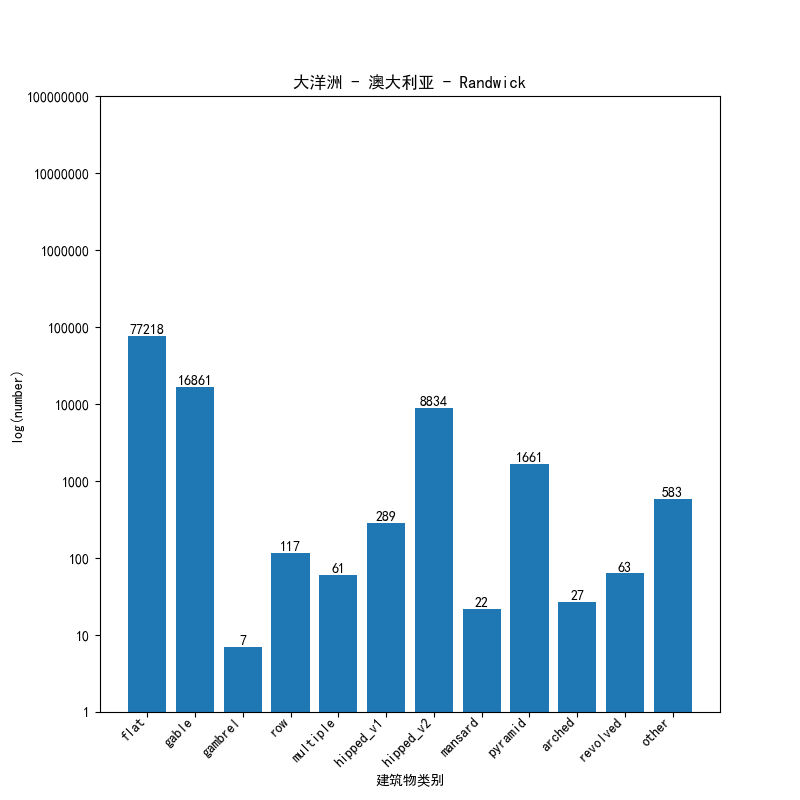 大洋洲 - 澳大利亚 - Randwick
100000000
10000000
1000000
100000
10000
1000
100
10
1
log(number)
77218
16861
7
117
61
289
8834
22
1661
27
63
583
flat
gable
gambrel
row
multiple
hipped_v1
hipped_v2
mansard
pyramid
arched
revolved
other
建筑物类别